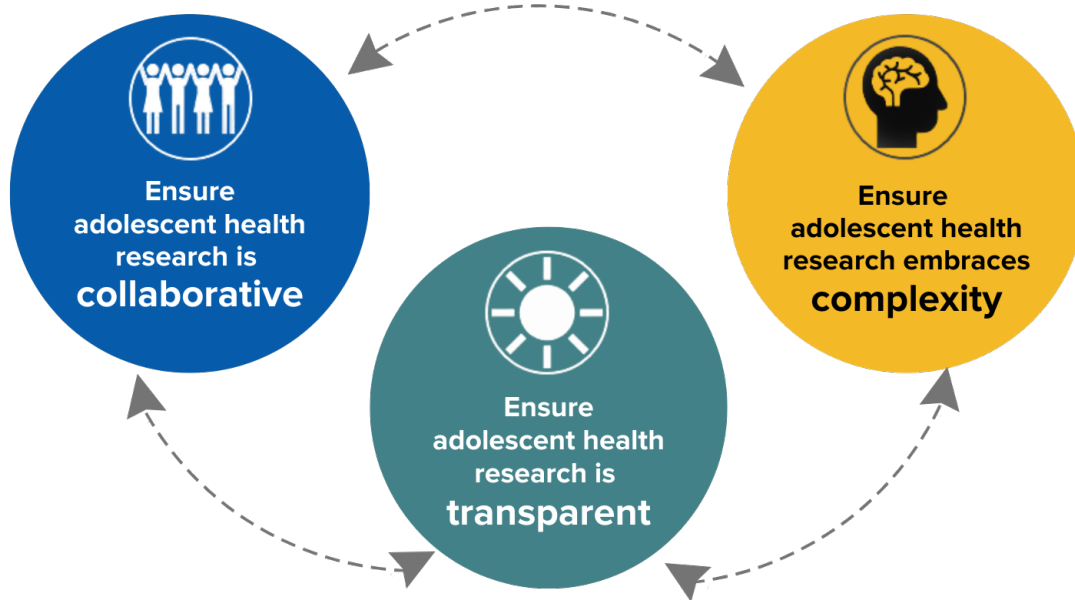 Ensure
adolescent health
research is
collaborative
Ensure
adolescent health
research embraces
complexity
Ensure
adolescent health
research is
transparent